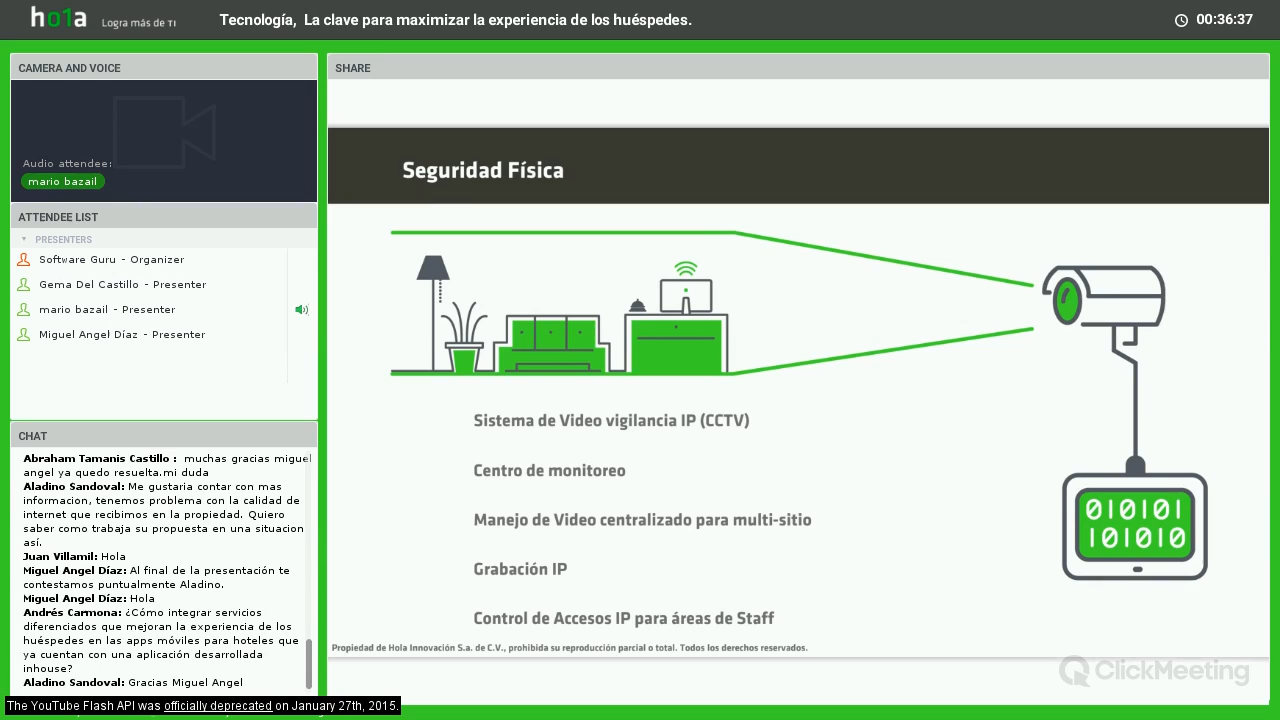 ho1a Logra más de TI
Tecnología, La clave para maximizar la experiencia de los huéspedes.
00:36:37
CAMERA AND VOICE
Audio attendee:
mario bazail
ATTENDEE LIST
PRESENTERS
Software Guru - Organizer
Gema Del Castillo - Presenter
mario bazail - Presenter
Miguel Angel Díaz - Presenter
CHAT
Abraham Tamanis Castillo : muchas gracias miguel
angel ya quedo resuelta.mi duda
Aladino Sandoval: Me gustaria contar con mas
informacion, tenemos problema con la calidad de
internet que recibimos en la propiedad. Quiero
saber como trabaja su propuesta en una situacion
así.
Juan Villamil: Hola
Miguel Angel Díaz: Al final de la presentación te
contestamos puntualmente Aladino.
Miguel Angel Díaz: Hola
Andrés Carmona: ¿Cómo integrar servicios
diferenciados que mejoran la experiencia de los
huéspedes en las apps móviles para hoteles que
ya cuentan con una aplicación desarrollada
inhouse?
Aladino Sandoval: Gracias Miguel Angel
The YouTube Flash API was officially deprecated on January 27th, 2015.
SHARE
Seguridad Física
Sistema de Video vigilancia IP (CCTV)
Centro de monitoreo
Manejo de Video centralizado para multi-sitio
Grabación IP
Control de Accesos IP para áreas de Staff
010101
101010
Propiedad de Hola Innovación S.a. de C.V., prohibida su reproducción parcial o total. Todos los derechos reservados.
ClickMeeting